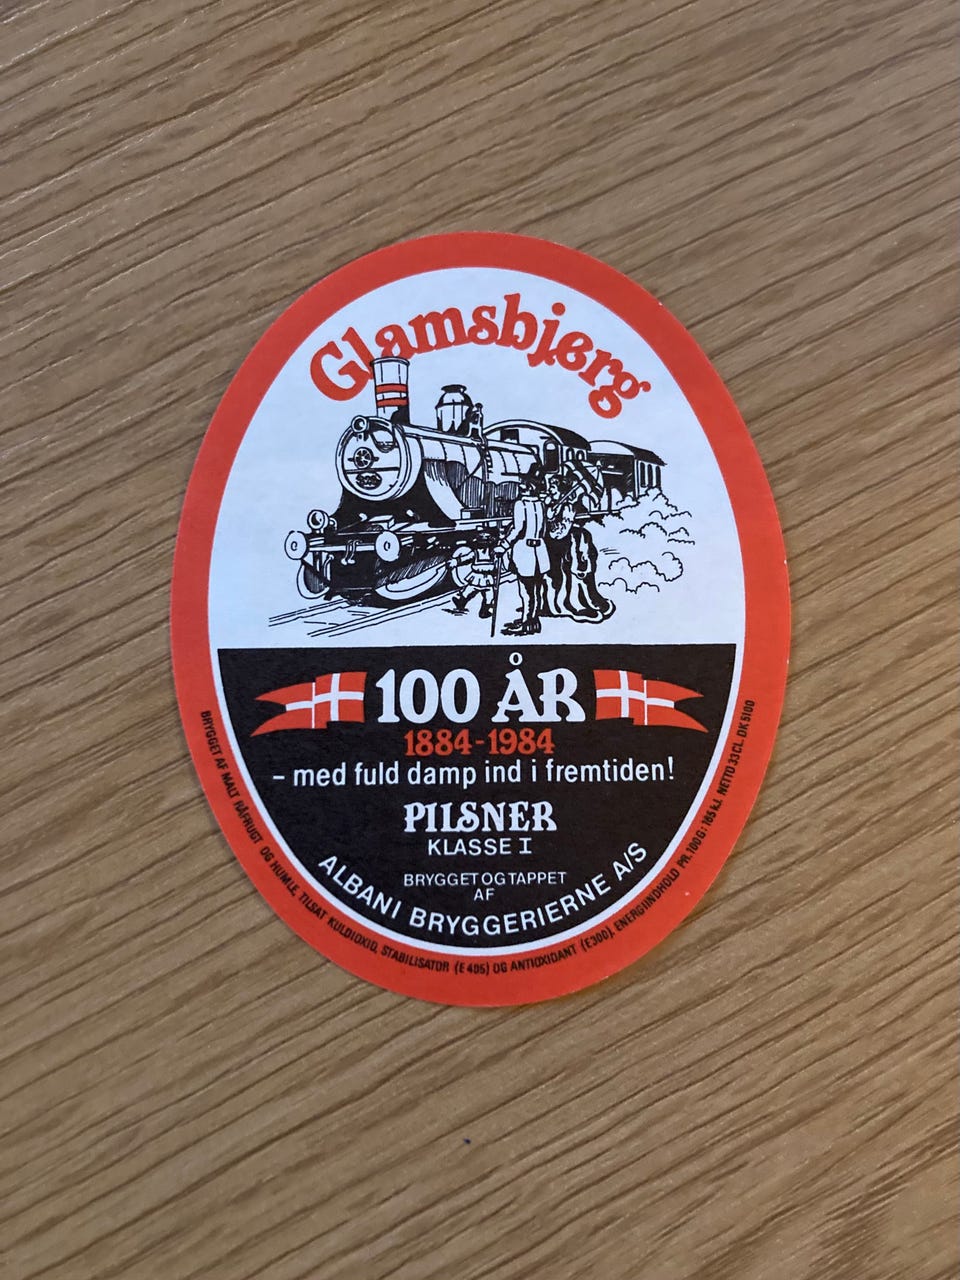 Glamsbjerg
100 ÅR
1884-1984
– med fuld damp ind i fremtiden!
PILSNER
KLASSE I
BRYGGET OG TAPPET
AF
ALBANI BRYGGERIERNE A/S
BRYGGET AF MALT RÅFRUGT OG HUMLE, TILSAT KULDIOXID, STABILISATOR (E 405) OG ANTIOXIDANT (E300). ENERGIINDHOLD PR. 100 G: 185 kJ. NETTO 33 CL. DK 5100